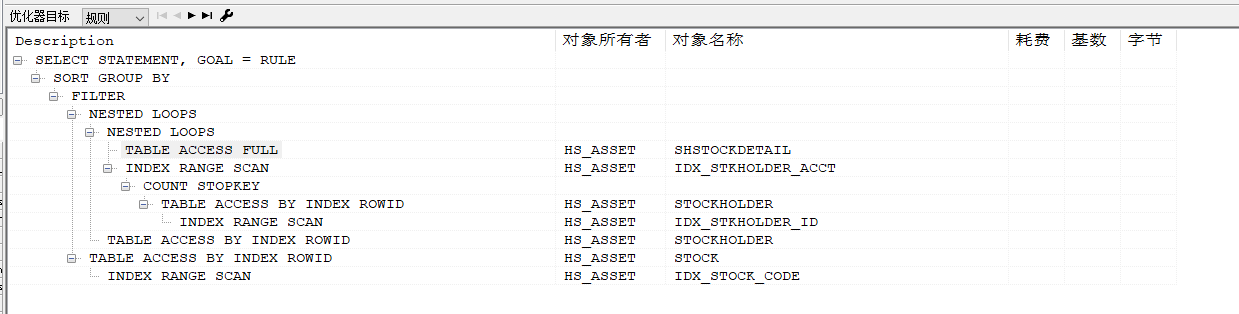 优化器目标 规则
Description 对象所有者 对象名称 耗费 基数 字节
SELECT STATEMENT, GOAL = RULE
SORT GROUP BY
FILTER
NESTED LOOPS
NESTED LOOPS
TABLE ACCESS FULL HS_ASSET SHSTOCKDETAIL
INDEX RANGE SCAN HS_ASSET IDX_STKHOLDER_ACCT
COUNT STOPKEY
TABLE ACCESS BY INDEX ROWID HS_ASSET STOCKHOLDER
INDEX RANGE SCAN HS_ASSET IDX_STKHOLDER_ID
TABLE ACCESS BY INDEX ROWID HS_ASSET STOCKHOLDER
TABLE ACCESS BY INDEX ROWID HS_ASSET STOCK
INDEX RANGE SCAN HS_ASSET IDX_STOCK_CODE